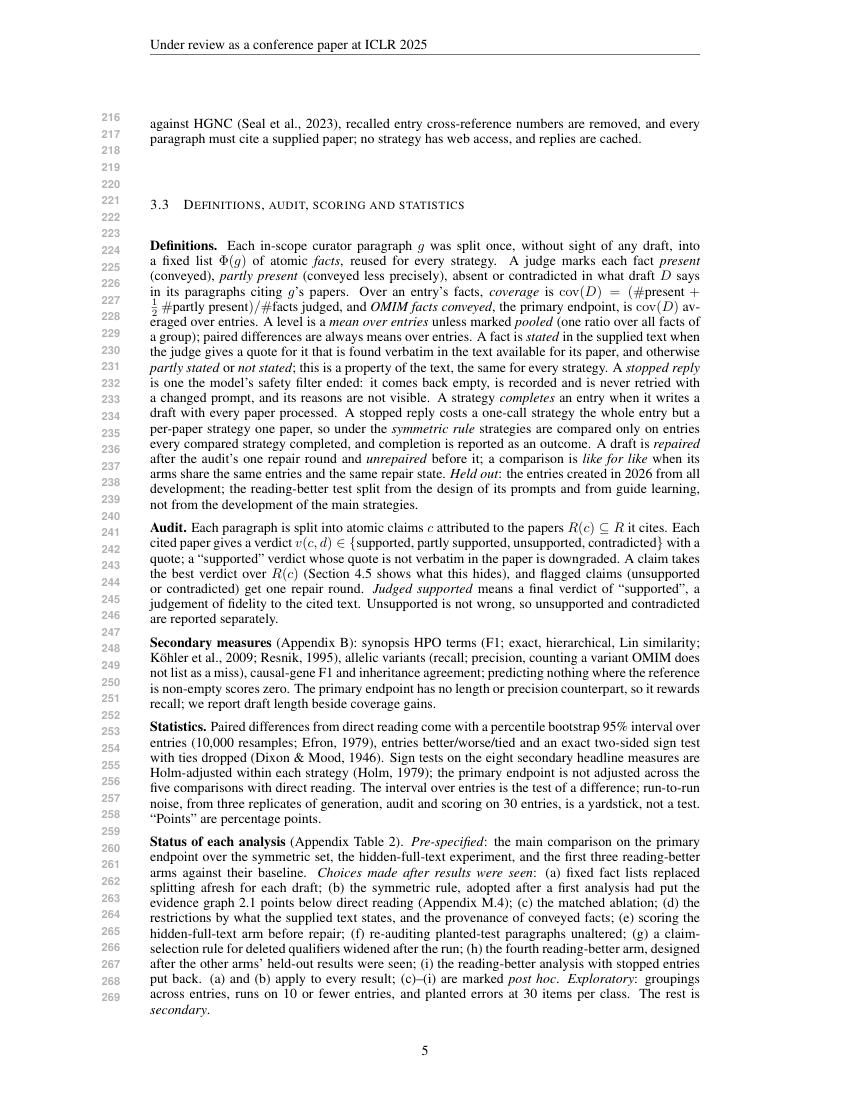 Under review as a conference paper at ICLR 2025
216
217
218
219
220
221
222
223
224
225
226
227
228
229
230
231
232
233
234
235
236
237
238
239
240
241
242
243
244
245
246
247
248
249
250
251
252
253
254
255
256
257
258
259
260
261
262
263
264
265
266
267
268
269
against HGNC (Seal et al., 2023), recalled entry cross-reference numbers are removed, and every
paragraph must cite a supplied paper; no strategy has web access, and replies are cached.
3.3 DEFINITIONS, AUDIT, SCORING AND STATISTICS
Definitions. Each in-scope curator paragraph g was split once, without sight of any draft, into
a fixed list Φ(g) of atomic facts, reused for every strategy. A judge marks each fact present
(conveyed), partly present (conveyed less precisely), absent or contradicted in what draft D says
in its paragraphs citing g's papers. Over an entry's facts, coverage is cov(D) = (#present +
½ #partly present)/#facts judged, and OMIM facts conveyed, the primary endpoint, is cov(D) av-
eraged over entries. A level is a mean over entries unless marked pooled (one ratio over all facts of
a group); paired differences are always means over entries. A fact is stated in the supplied text when
the judge gives a quote for it that is found verbatim in the text available for its paper, and otherwise
partly stated or not stated; this is a property of the text, the same for every strategy. A stopped reply
is one the model's safety filter ended: it comes back empty, is recorded and is never retried with
a changed prompt, and its reasons are not visible. A strategy completes an entry when it writes a
draft with every paper processed. A stopped reply costs a one-call strategy the whole entry but a
per-paper strategy one paper, so under the symmetric rule strategies are compared only on entries
every compared strategy completed, and completion is reported as an outcome. A draft is repaired
after the audit's one repair round and unrepaired before it; a comparison is like for like when its
arms share the same entries and the same repair state. Held out: the entries created in 2026 from all
development; the reading-better test split from the design of its prompts and from guide learning,
not from the development of the main strategies.
Audit. Each paragraph is split into atomic claims c attributed to the papers R(c) ⊆ R it cites. Each
cited paper gives a verdict v(c, d) ∈ {supported, partly supported, unsupported, contradicted} with a
quote; a “supported” verdict whose quote is not verbatim in the paper is downgraded. A claim takes
the best verdict over R(c) (Section 4.5 shows what this hides), and flagged claims (unsupported
or contradicted) get one repair round. Judged supported means a final verdict of “supported”, a
judgement of fidelity to the cited text. Unsupported is not wrong, so unsupported and contradicted
are reported separately.
Secondary measures (Appendix B): synopsis HPO terms (F1; exact, hierarchical, Lin similarity;
Köhler et al., 2009; Resnik, 1995), allelic variants (recall; precision, counting a variant OMIM does
not list as a miss), causal-gene F1 and inheritance agreement; predicting nothing where the reference
is non-empty scores zero. The primary endpoint has no length or precision counterpart, so it rewards
recall; we report draft length beside coverage gains.
Statistics. Paired differences from direct reading come with a percentile bootstrap 95% interval over
entries (10,000 resamples; Efron, 1979), entries better/worse/tied and an exact two-sided sign test
with ties dropped (Dixon & Mood, 1946). Sign tests on the eight secondary headline measures are
Holm-adjusted within each strategy (Holm, 1979); the primary endpoint is not adjusted across the
five comparisons with direct reading. The interval over entries is the test of a difference; run-to-run
noise, from three replicates of generation, audit and scoring on 30 entries, is a yardstick, not a test.
“Points” are percentage points.
Status of each analysis (Appendix Table 2). Pre-specified: the main comparison on the primary
endpoint over the symmetric set, the hidden-full-text experiment, and the first three reading-better
arms against their baseline. Choices made after results were seen: (a) fixed fact lists replaced
splitting afresh for each draft; (b) the symmetric rule, adopted after a first analysis had put the
evidence graph 2.1 points below direct reading (Appendix M.4); (c) the matched ablation; (d) the
restrictions by what the supplied text states, and the provenance of conveyed facts; (e) scoring the
hidden-full-text arm before repair; (f) re-auditing planted-test paragraphs unaltered; (g) a claim-
selection rule for deleted qualifiers widened after the run; (h) the fourth reading-better arm, designed
after the other arms' held-out results were seen; (i) the reading-better analysis with stopped entries
put back. (a) and (b) apply to every result; (c)–(i) are marked post hoc. Exploratory: groupings
across entries, runs on 10 or fewer entries, and planted errors at 30 items per class. The rest is
secondary.
5